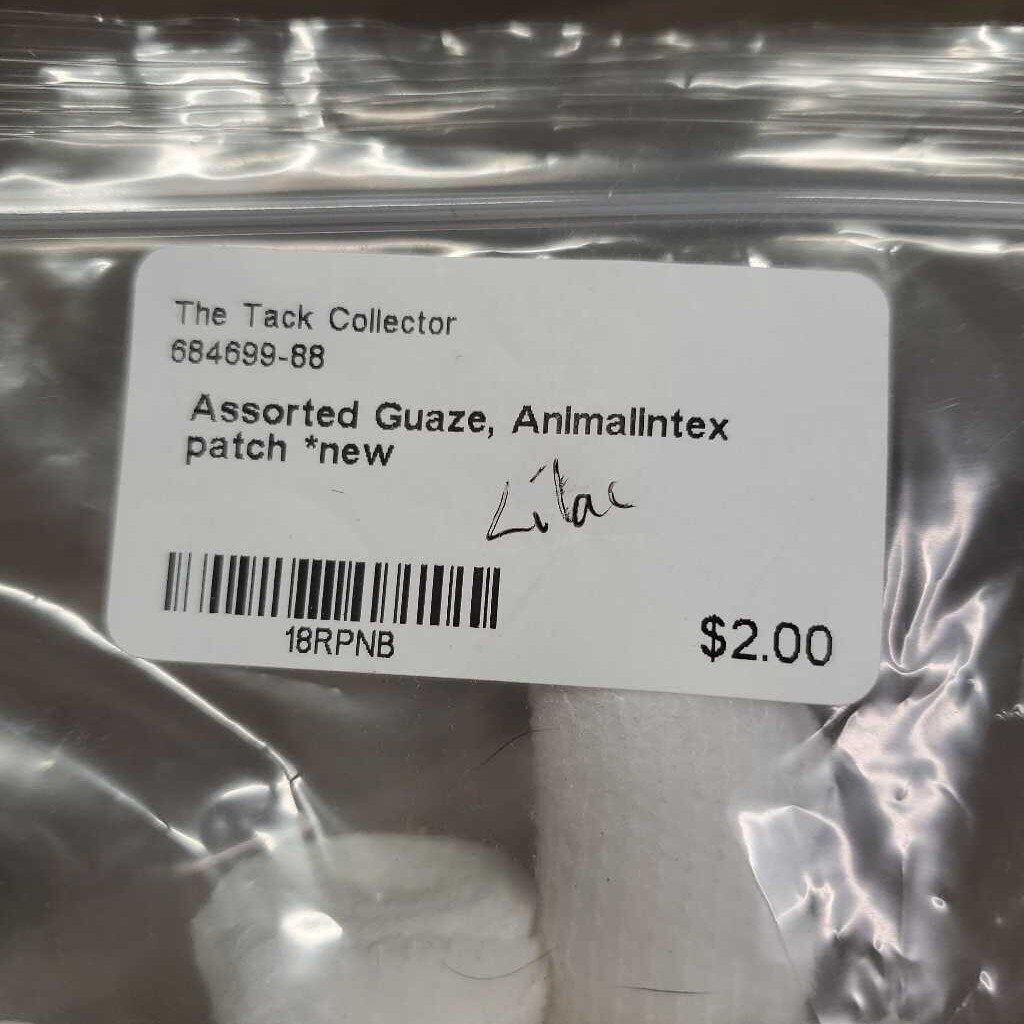 The Tack Collector
684699-88
Assorted Guaze, Animalintex
patch *new
Lilac
18RPNB
$2.00